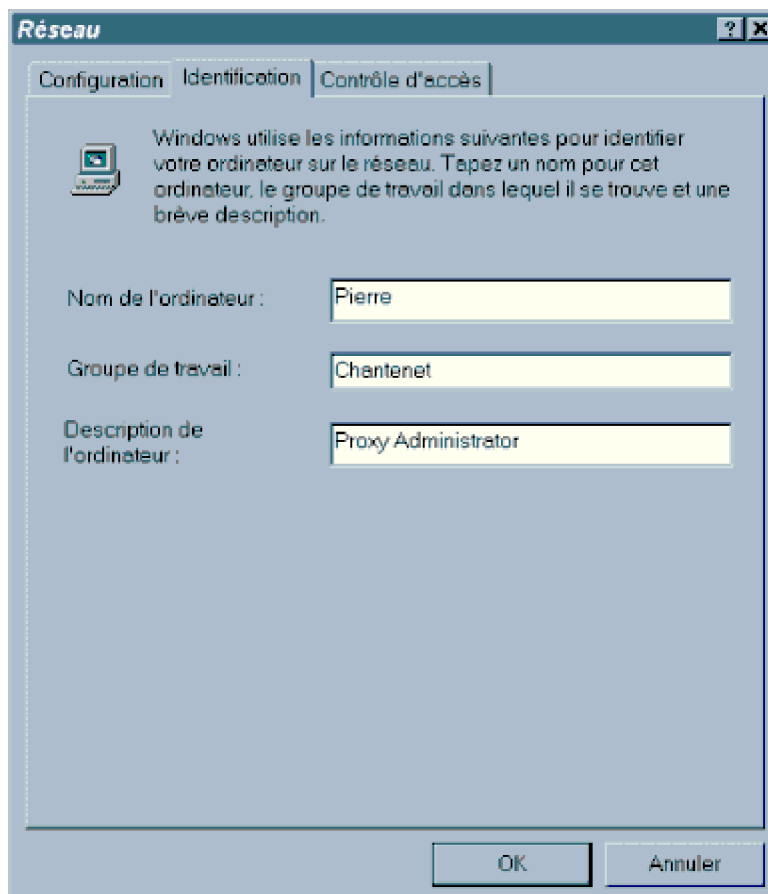 Réseau
Configuration Identification Contrôle d'accès
Windows utilise les informations suivantes pour identifier
votre ordinateur sur le réseau. Tapez un nom pour cet
ordinateur, le groupe de travail dans lequel il se trouve et une
brève description.
Nom de l'ordinateur : Pierre
Groupe de travail : Chantenet
Description de
l'ordinateur : Proxy Administrator
OK Annuler